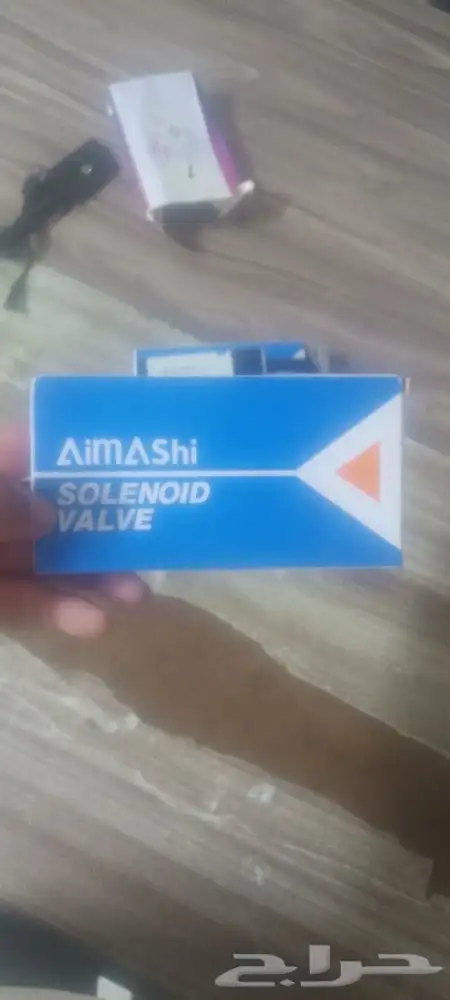 AiMAShi
SOLENOID
VALVE
حراج